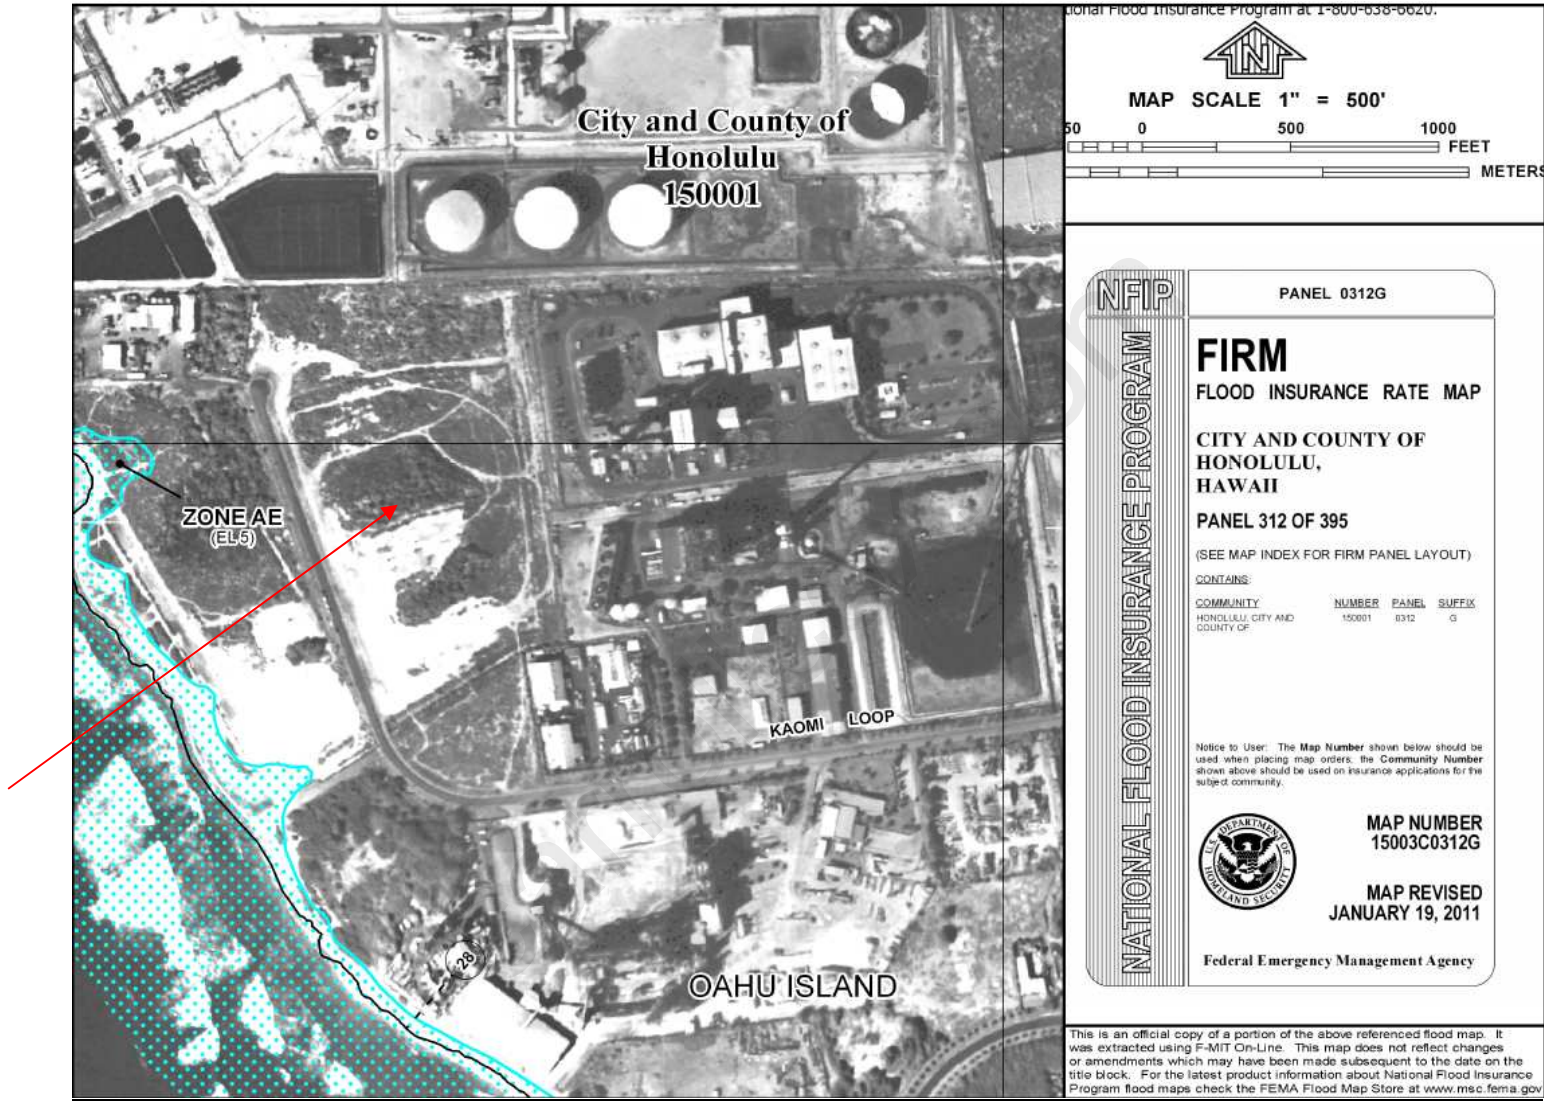 City and County of
Honolulu
150001
ZONE AE
(EL 5)
KAOMI LOOP
28
OAHU ISLAND
tional Flood Insurance Program at 1-800-638-6620.
N
MAP SCALE 1" = 500'
50 0 500 1000
FEET
METERS
NFIP
NATIONAL FLOOD INSURANCE PROGRAM
PANEL 0312G
FIRM
FLOOD INSURANCE RATE MAP
CITY AND COUNTY OF
HONOLULU,
HAWAII
PANEL 312 OF 395
(SEE MAP INDEX FOR FIRM PANEL LAYOUT)
CONTAINS:
COMMUNITY NUMBER PANEL SUFFIX
HONOLULU, CITY AND 150001 0312 G
COUNTY OF
Notice to User: The Map Number shown below should be
used when placing map orders; the Community Number
shown above should be used on insurance applications for the
subject community.
U.S. DEPARTMENT OF
HOMELAND SECURITY
MAP NUMBER
15003C0312G
MAP REVISED
JANUARY 19, 2011
Federal Emergency Management Agency
This is an official copy of a portion of the above referenced flood map. It
was extracted using F-MIT On-Line. This map does not reflect changes
or amendments which may have been made subsequent to the date on the
title block. For the latest product information about National Flood Insurance
Program flood maps check the FEMA Flood Map Store at www.msc.fema.gov